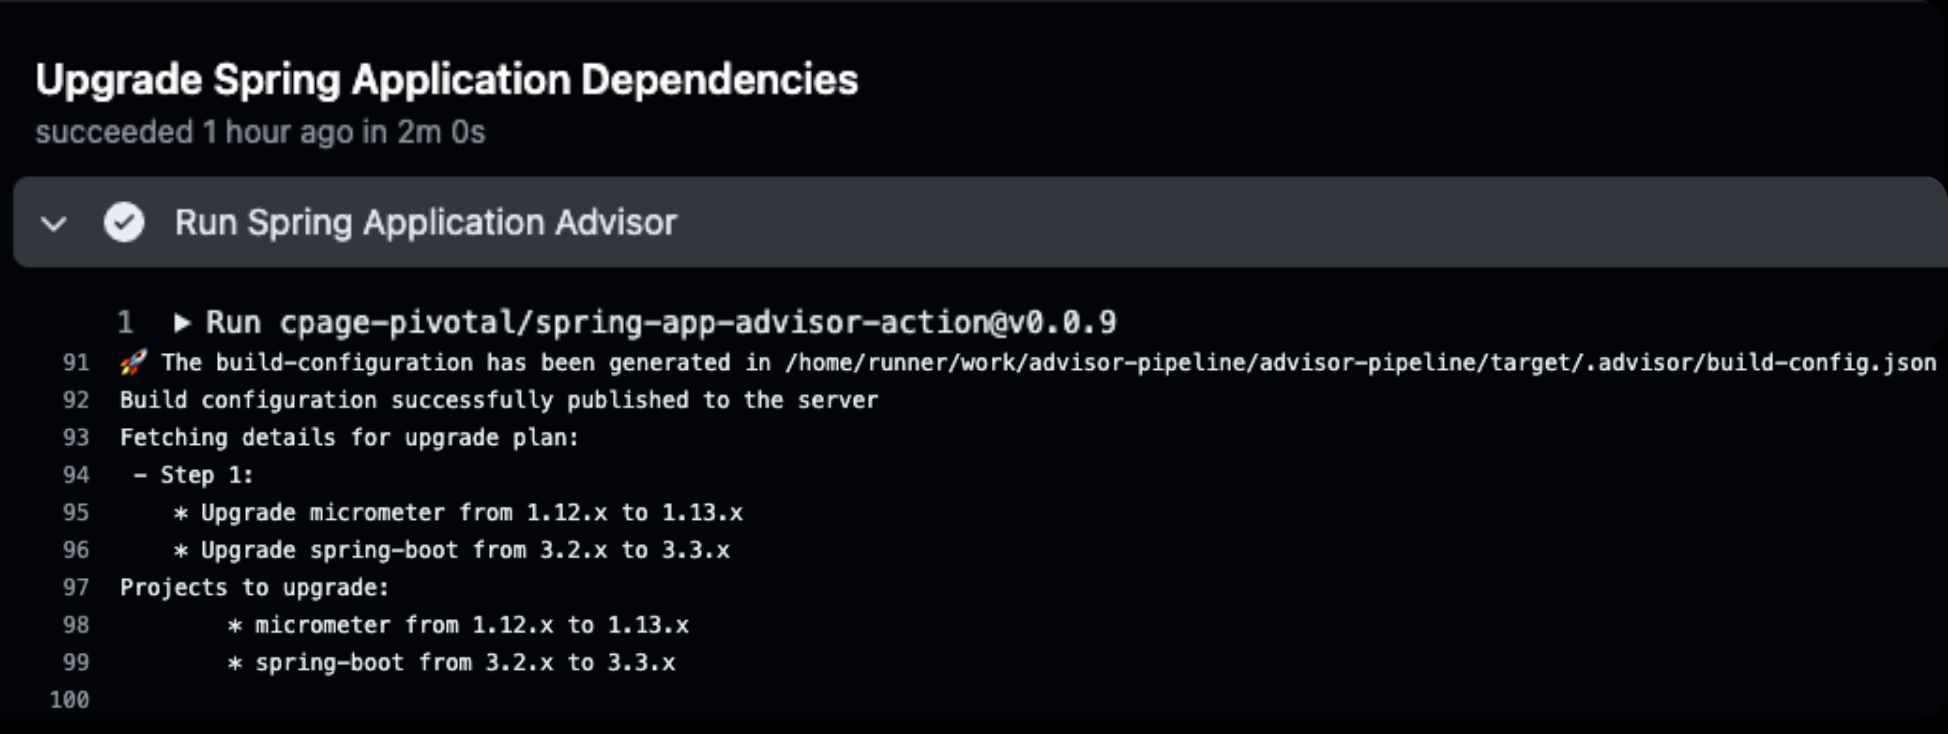 Upgrade Spring Application Dependencies
succeeded 1 hour ago in 2m 0s
Run Spring Application Advisor
1 ▶ Run cpage-pivotal/spring-app-advisor-action@v0.0.9
91 🚀 The build-configuration has been generated in /home/runner/work/advisor-pipeline/advisor-pipeline/target/.advisor/build-config.json
92 Build configuration successfully published to the server
93 Fetching details for upgrade plan:
94 - Step 1:
95 * Upgrade micrometer from 1.12.x to 1.13.x
96 * Upgrade spring-boot from 3.2.x to 3.3.x
97 Projects to upgrade:
98 * micrometer from 1.12.x to 1.13.x
99 * spring-boot from 3.2.x to 3.3.x
100